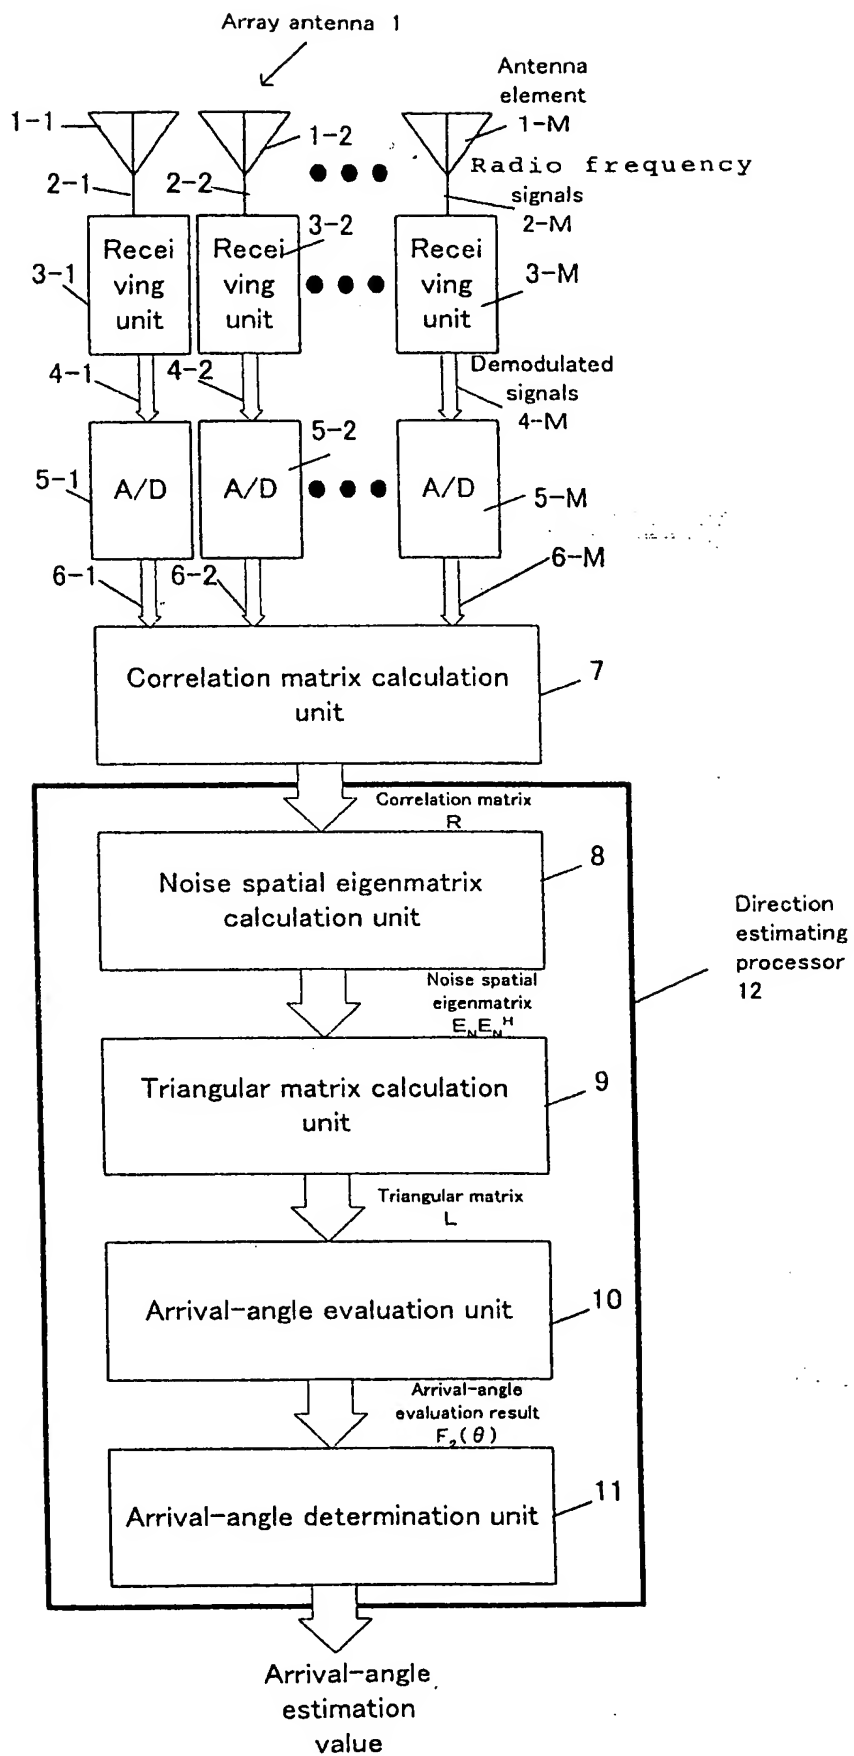 Array antenna 1
Antenna
element
1-M
1-1
1-2
Radio frequency
signals
2-M
2-1
2-2
3-2
Recei
ving
unit
Recei
ving
unit
Recei
ving
unit
3-1
3-M
4-1
4-2
Demodulated
signals
4-M
5-2
5-1
A/D
A/D
A/D
5-M
6-1
6-2
6-M
Correlation matrix calculation
unit
7
Correlation matrix
R
8
Noise spatial eigenmatrix
calculation unit
Direction
estimating
processor
12
Noise spatial
eigenmatrix
E_N E_N^H
9
Triangular matrix calculation
unit
Triangular matrix
L
10
Arrival-angle evaluation unit
Arrival-angle
evaluation result
F₂(θ)
11
Arrival-angle determination unit
Arrival-angle
estimation
value